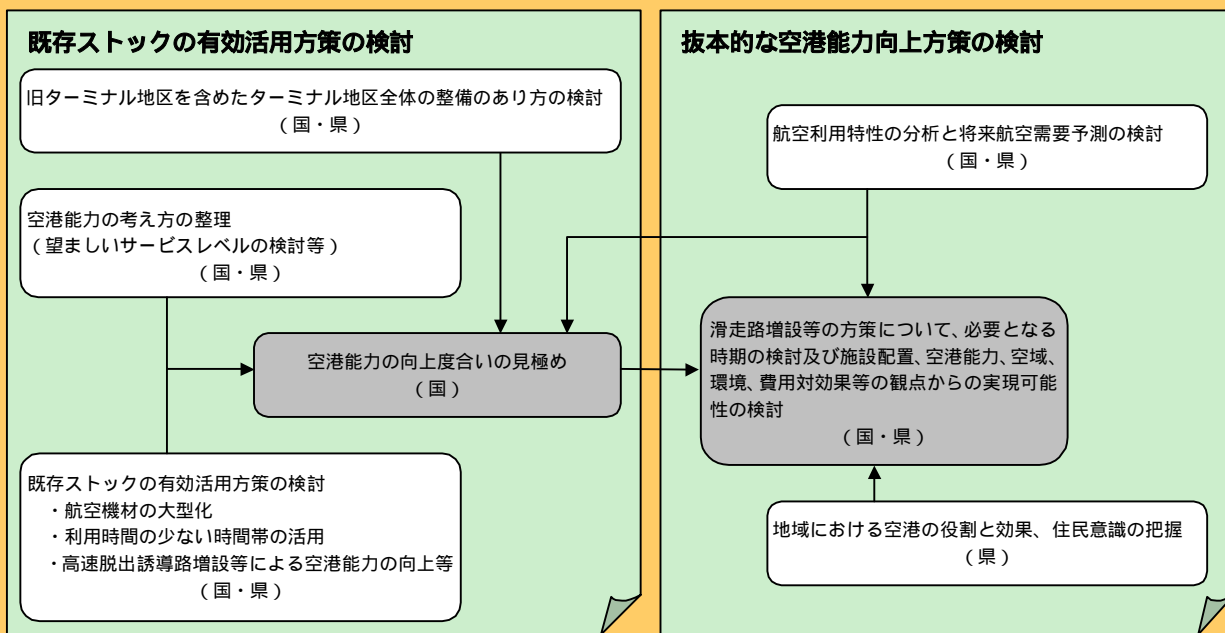 既存ストックの有効活用方策の検討
旧ターミナル地区を含めたターミナル地区全体の整備のあり方の検討
（国・県）
空港能力の考え方の整理
（望ましいサービスレベルの検討等）
（国・県）
空港能力の向上度合いの見極め
（国）
既存ストックの有効活用方策の検討
・航空機材の大型化
・利用時間の少ない時間帯の活用
・高速脱出誘導路増設等による空港能力の向上等
（国・県）
抜本的な空港能力向上方策の検討
航空利用特性の分析と将来航空需要予測の検討
（国・県）
滑走路増設等の方策について、必要となる
時期の検討及び施設配置、空港能力、空域、
環境、費用対効果等の観点からの実現可能
性の検討
（国・県）
地域における空港の役割と効果、住民意識の把握
（県）